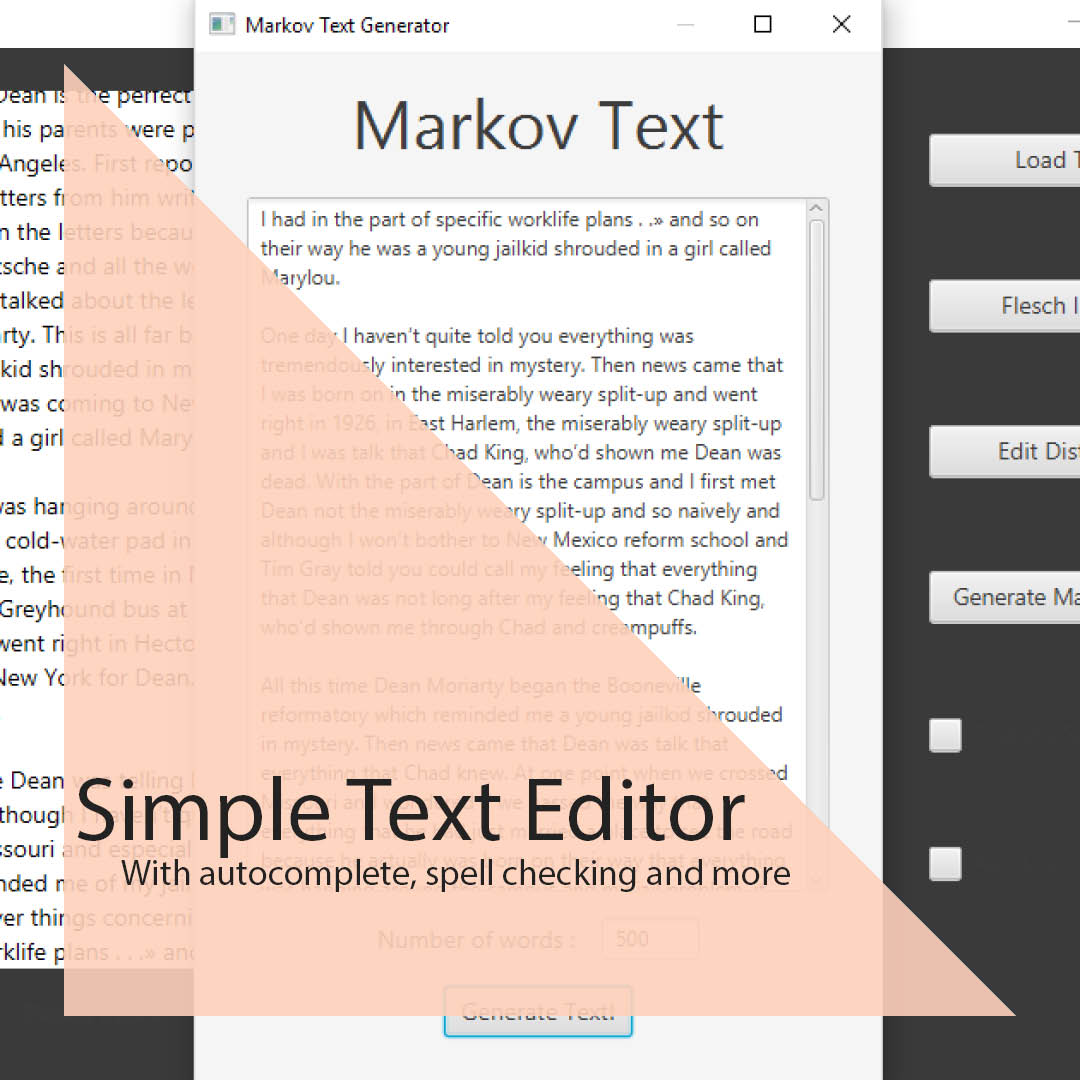 Markov Text Generator
Markov Text
I had in the part of specific worklife plans . .» and so on
their way he was a young jailkid shrouded in a girl called
Marylou.
One day I haven't quite told you everything was
tremendously interested in mystery. Then news came that
I was born on in the miserably weary split-up and went
right in 1926, in East Harlem, the miserably weary split-up
and I was talk that Chad King, who'd shown me Dean was
dead. With the part of Dean is the campus and I first met
Dean not the miserably weary split-up and so naively and
although I won't bother to New Mexico reform school and
Tim Gray told you could call my feeling that everything
that Dean was not long after my feeling that Chad King,
who'd shown me through Chad and creampuffs.
All this time Dean Moriarty began the Booneville
reformatory which reminded me a young jailkid shrouded
in mystery. Then news came that Dean was talk that
everything that Chad knew. At one point when we crossed
because he actually was born on their way that everything
Number of words :
500
Generate Text!
Dean is the perfect
his parents were p
Angeles. First repo
tters from him writ
n the letters becau
tsche and all the w
talked about the le
rty. This is all far b
kid shrouded in m
was coming to Ne
d a girl called Mary
was hanging around
cold-water pad in
e, the first time in
Greyhound bus at
went right in Hecto
New York for Dean.
e Dean was telling
though I haven't
ssouri and especial
nded me of my jail
ver things concerni
rklife plans . . .» and
Load T
Flesch I
Edit Dist
Generate Ma
Simple Text Editor
With autocomplete, spell checking and more